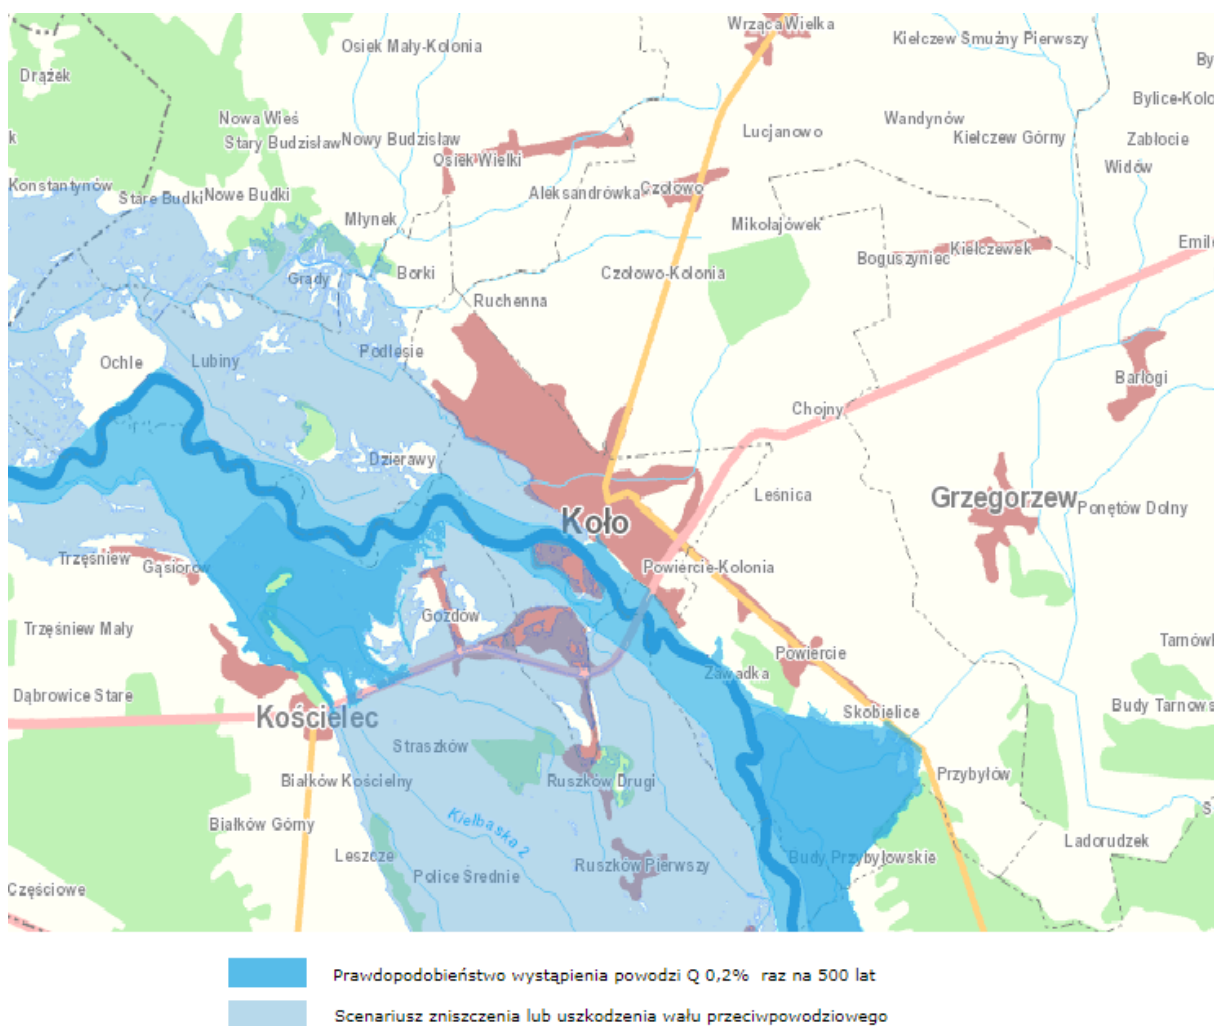 Wrząca Wielka
Osiek Mały-Kolonia
Kiełczew Smużny Pierwszy
By
Drążek
Bylice-Kolo
Nowa Wieś
Wandynów
Lucjanowo
k
Stary Budzisław
Nowy Budzisław
Kiełczew Górny
Zabłocie
Osiek Wielki
Widów
Konstantynów
Stare Budki
Nowe Budki
Aleksandrówka
Czołowo
Młynek
Mikołajówek
Emili
Boguszyniec
Kiełczewek
Grądy
Borki
Czołowo-Kolonia
Ruchenna
Podlesie
Ochle
Lubiny
Barłogi
Chojny
Dzierawy
Leśnica
Grzegorzew
Ponętów Dolny
Koło
Trzęśniew
Gąsiorów
Powiercie-Kolonia
Gozdów
Trzęśniew Mały
Tarnówk
Powiercie
Zawadka
Dąbrowice Stare
Kościelec
Skobielice
Budy Tarnows
Straszków
Białków Kościelny
Ruszków Drugi
Przybyłów
Kiełbaska 2
Białków Górny
S
Ladorudzek
Leszcze
Budy Przybyłowskie
Ruszków Pierwszy
Police Średnie
Częściowe
Prawdopodobieństwo wystąpienia powodzi Q 0,2% raz na 500 lat
Scenariusz zniszczenia lub uszkodzenia wału przeciwpowodziowego